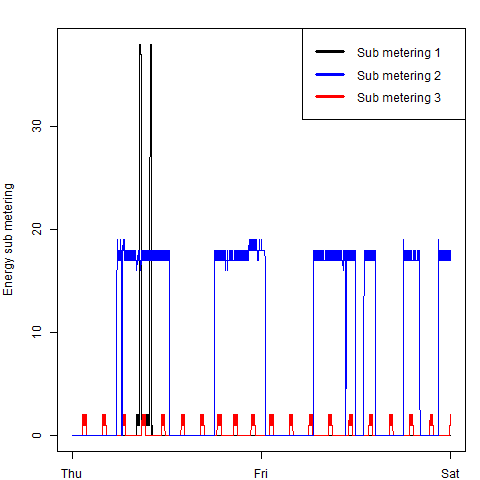 Sub metering 1
Sub metering 2
Sub metering 3
30
20
10
0
Energy sub metering
Thu Fri Sat